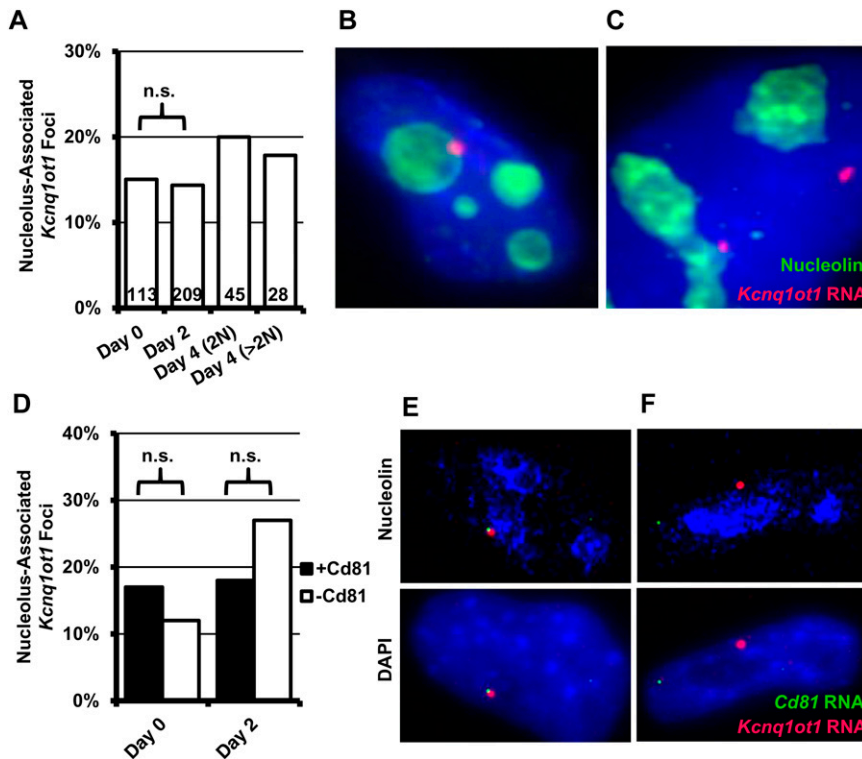 A
Nucleolus-Associated
Kcnq1ot1 Foci
30%
20%
10%
0%
n.s.
113
209
45
28
Day 0
Day 2
Day 4 (2N)
Day 4 (>2N)
B
C
Nucleolin
Kcnq1ot1 RNA
D
Nucleolus-Associated
Kcnq1ot1 Foci
40%
30%
20%
10%
0%
n.s.
n.s.
+Cd81
-Cd81
Day 0
Day 2
E
F
Nucleolin
DAPI
Cd81 RNA
Kcnq1ot1 RNA